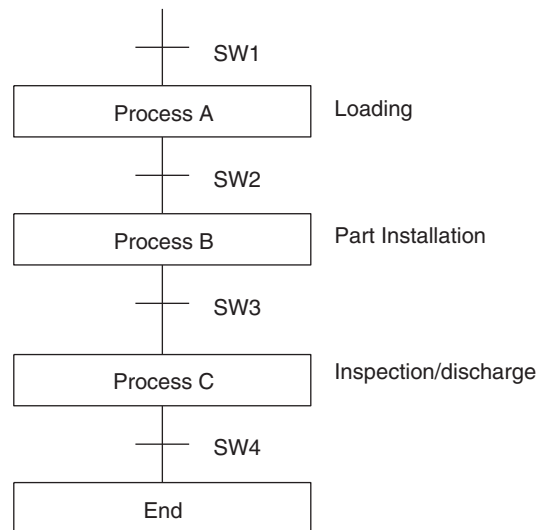 SW1
Process A
Loading
SW2
Process B
Part Installation
SW3
Process C
Inspection/discharge
SW4
End